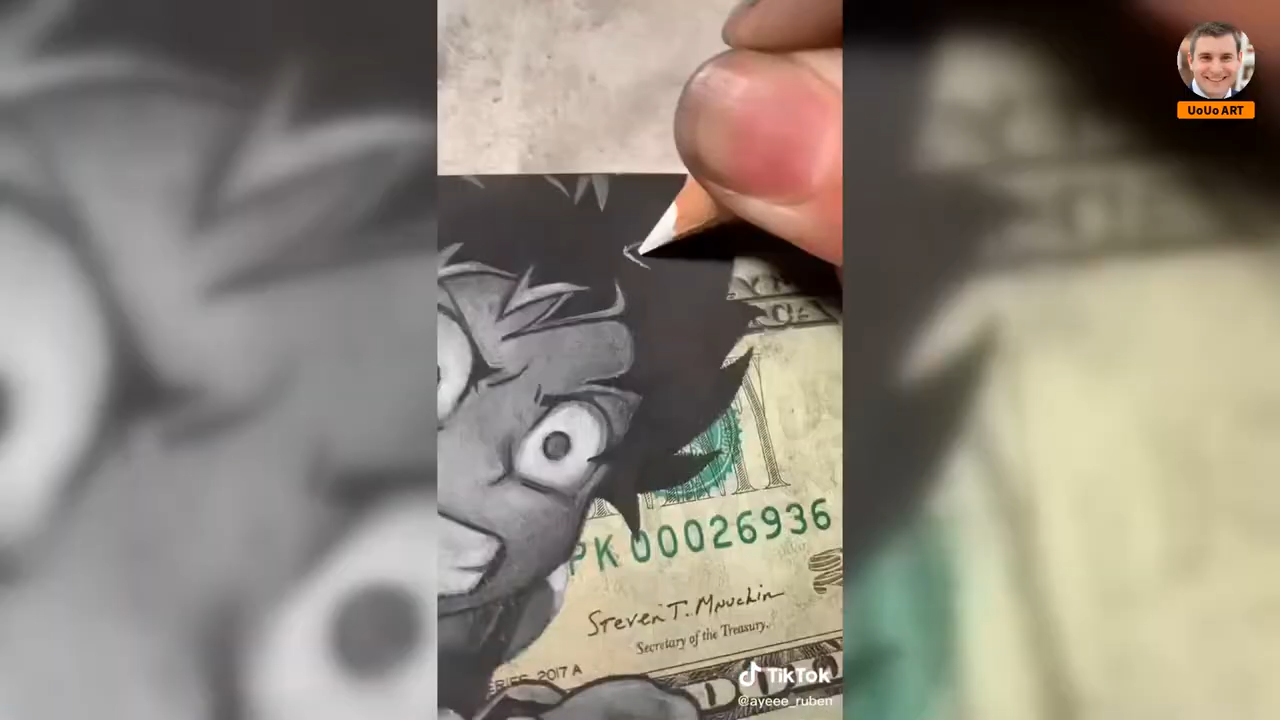 UoUo ART
PK 00026936
Steven T. Mnuchin
Secretary of the Treasury.
SERIES 2017 A
TikTok
@ayeee_ruben